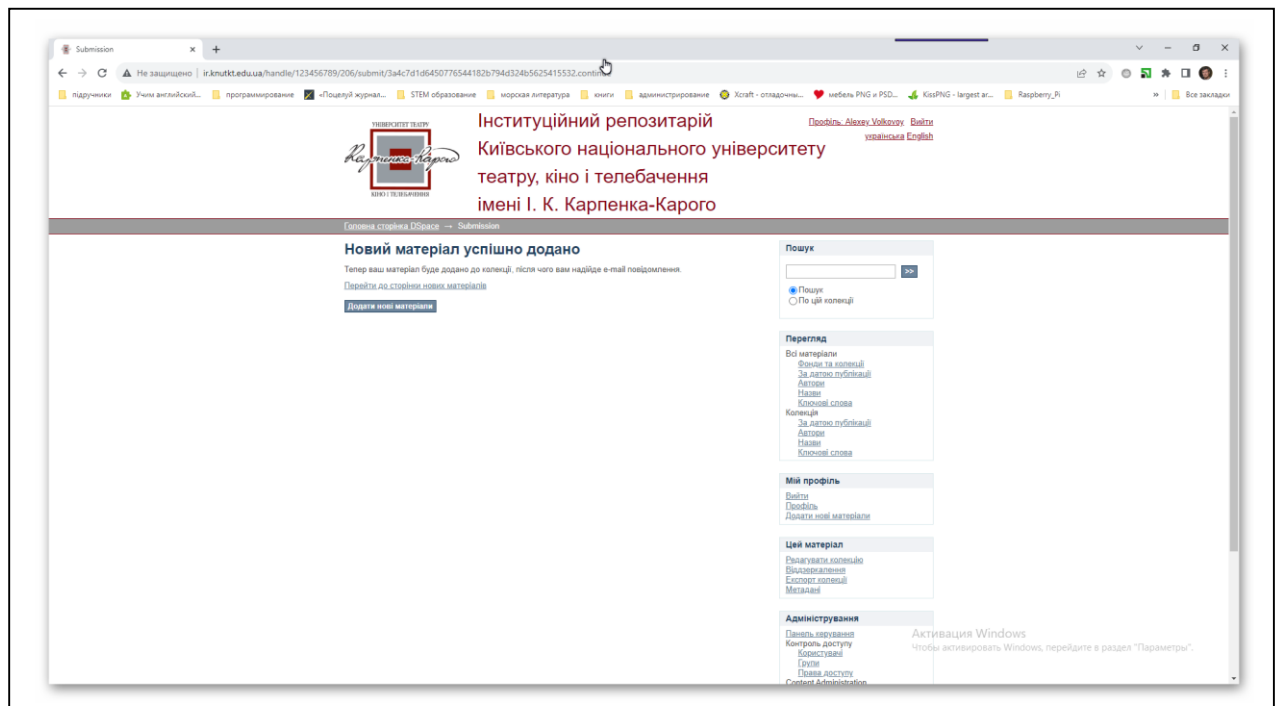 Submission
Не защищено | ir.knutkt.edu.ua/handle/123456789/206/submit/3a4c7d1d6450776544182b794d324b5625415532.continue
підручники Учим английский... программирование «Поцелуй журнал... STEM образование морская литература книги администрирование Xcraft - отладочны... мебель PNG и PSD... KissPNG - largest ar... Raspberry_Pi » Все закладки
УНІВЕРСИТЕТ ТЕАТРУ
Карпенка-Карого
КІНО І ТЕЛЕБАЧЕННЯ
Інституційний репозитарій
Київського національного університету
театру, кіно і телебачення
імені І. К. Карпенка-Карого
Профіль: Alexey Volkovoy Вийти
українська English
Головна сторінка DSpace → Submission
Новий матеріал успішно додано
Тепер ваш матеріал буде додано до колекції, після чого вам надійде e-mail повідомлення.
Перейти до сторінки нових матеріалів
Додати нові матеріали
Пошук
>>
Пошук
По цій колекції
Перегляд
Всі матеріали
Фонди та колекції
За датою публікації
Автори
Назви
Ключові слова
Колекція
За датою публікації
Автори
Назви
Ключові слова
Мій профіль
Вийти
Профіль
Додати нові матеріали
Цей матеріал
Редагувати колекцію
Віддзеркалення
Експорт колекції
Метадані
Адміністрування
Панель керування
Контроль доступу
Користувачі
Групи
Права доступу
Content Administration
Активация Windows
Чтобы активировать Windows, перейдите в раздел "Параметры".